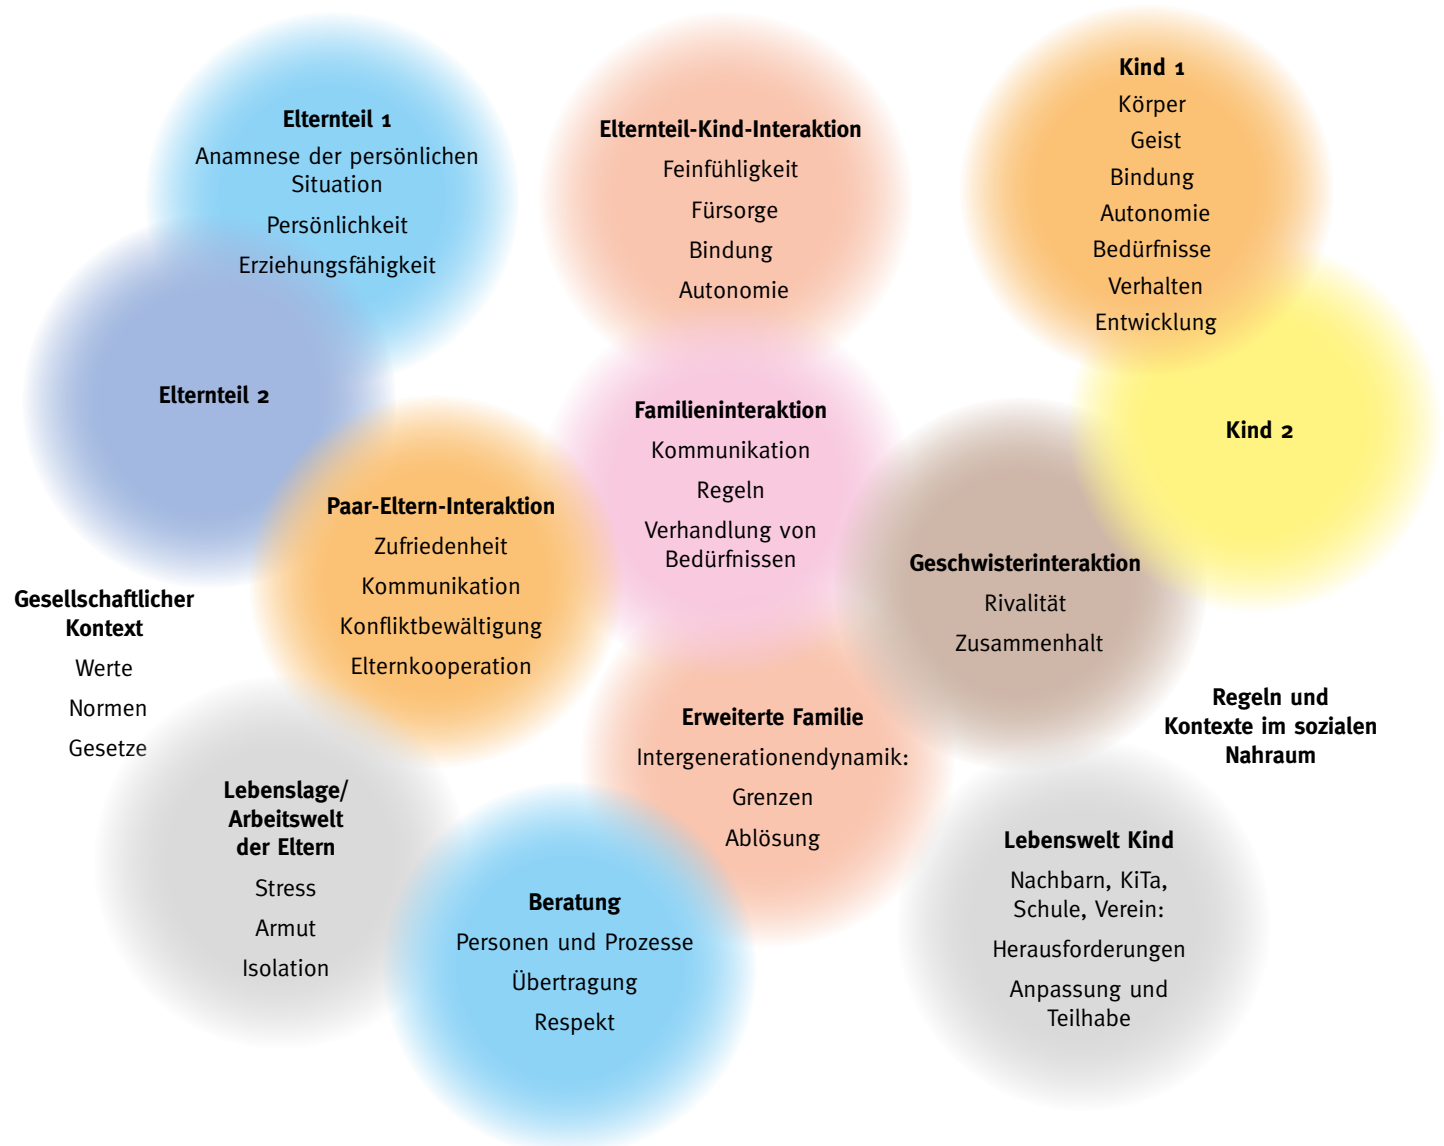 Elternteil 1
Anamnese der persönlichen
Situation
Persönlichkeit
Erziehungsfähigkeit
Elternteil-Kind-Interaktion
Feinfühligkeit
Fürsorge
Bindung
Autonomie
Kind 1
Körper
Geist
Bindung
Autonomie
Bedürfnisse
Verhalten
Entwicklung
Elternteil 2
Familieninteraktion
Kommunikation
Regeln
Verhandlung von
Bedürfnissen
Kind 2
Paar-Eltern-Interaktion
Zufriedenheit
Kommunikation
Konfliktbewältigung
Elternkooperation
Geschwisterinteraktion
Rivalität
Zusammenhalt
Gesellschaftlicher
Kontext
Werte
Normen
Gesetze
Erweiterte Familie
Intergenerationendynamik:
Grenzen
Ablösung
Regeln und
Kontexte im sozialen
Nahraum
Lebenslage/
Arbeitswelt
der Eltern
Stress
Armut
Isolation
Beratung
Personen und Prozesse
Übertragung
Respekt
Lebenswelt Kind
Nachbarn, KiTa,
Schule, Verein:
Herausforderungen
Anpassung und
Teilhabe